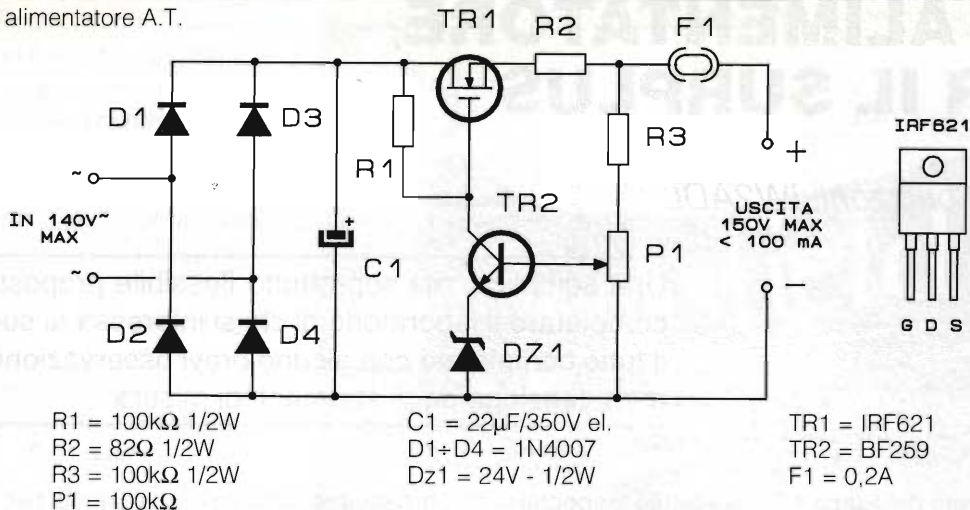 alimentatore A.T.
TR1
R2
F1
D1
D3
R1
R3
IRF621
+
~
TR2
IN 140V~
MAX
USCITA
150V MAX
< 100 mA
P1
C1
+
~
−
D2
D4
DZ1
G D S
R1 = 100kΩ 1/2W
R2 = 82Ω 1/2W
R3 = 100kΩ 1/2W
P1 = 100kΩ
C1 = 22µF/350V el.
D1÷D4 = 1N4007
Dz1 = 24V - 1/2W
TR1 = IRF621
TR2 = BF259
F1 = 0,2A